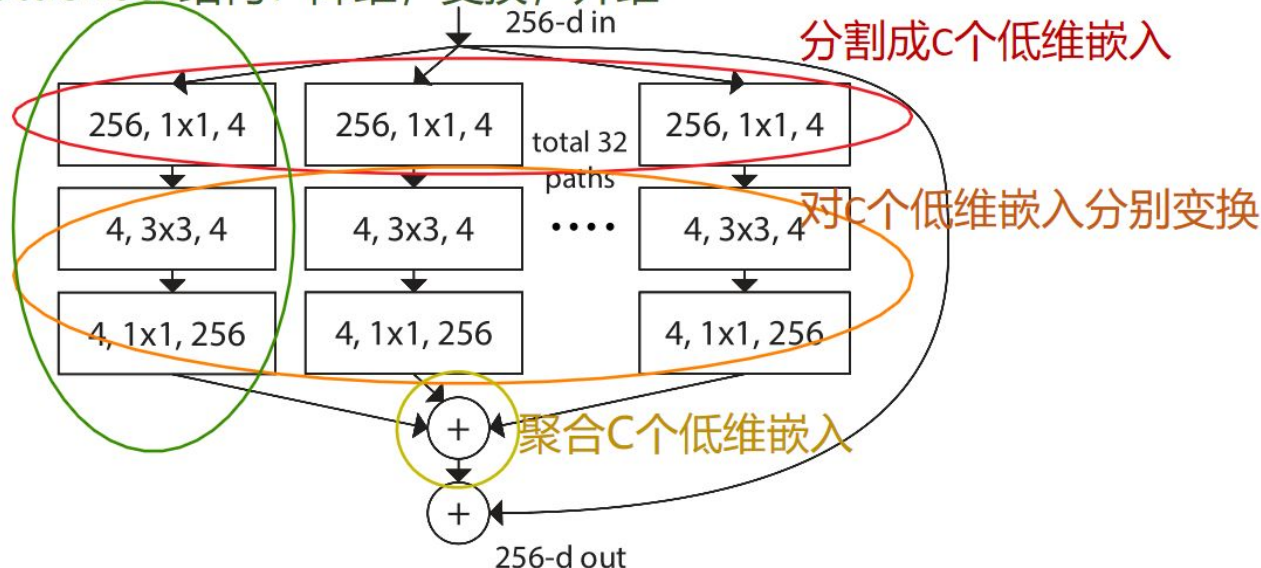 256-d in
分割成C个低维嵌入
256, 1x1, 4
256, 1x1, 4
total 32
paths
256, 1x1, 4
4, 3x3, 4
4, 3x3, 4
....
4, 3x3, 4
对C个低维嵌入分别变换
4, 1x1, 256
4, 1x1, 256
4, 1x1, 256
+
聚合C个低维嵌入
+
256-d out